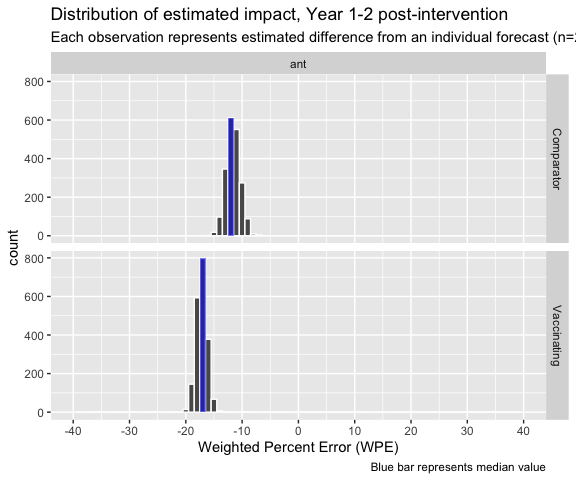 Distribution of estimated impact, Year 1-2 post-intervention
Each observation represents estimated difference from an individual forecast (n=
ant
800
600
400
200
0
Comparator
count
800
600
400
200
0
Vaccinating
-40 -30 -20 -10 0 10 20 30 40
Weighted Percent Error (WPE)
Blue bar represents median value